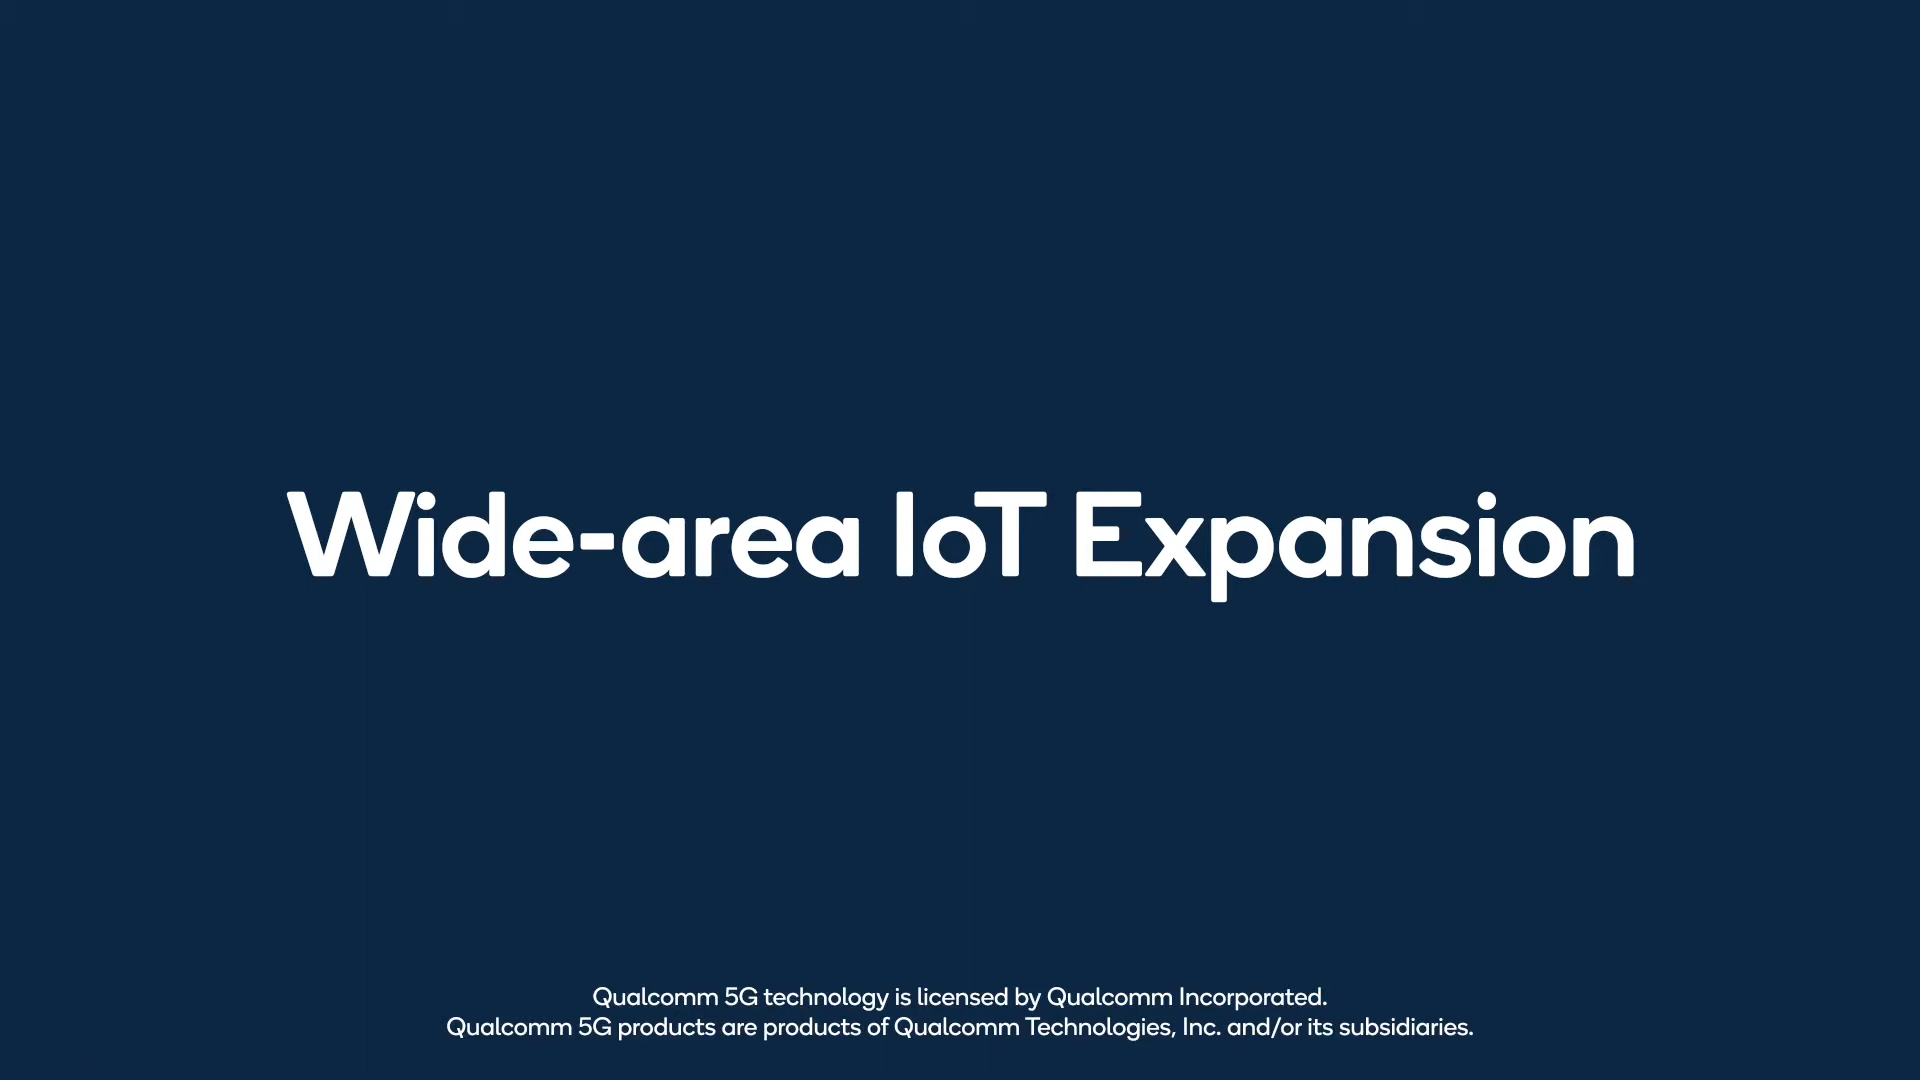 Wide-area IoT Expansion
Qualcomm 5G technology is licensed by Qualcomm Incorporated.
Qualcomm 5G products are products of Qualcomm Technologies, Inc. and/or its subsidiaries.